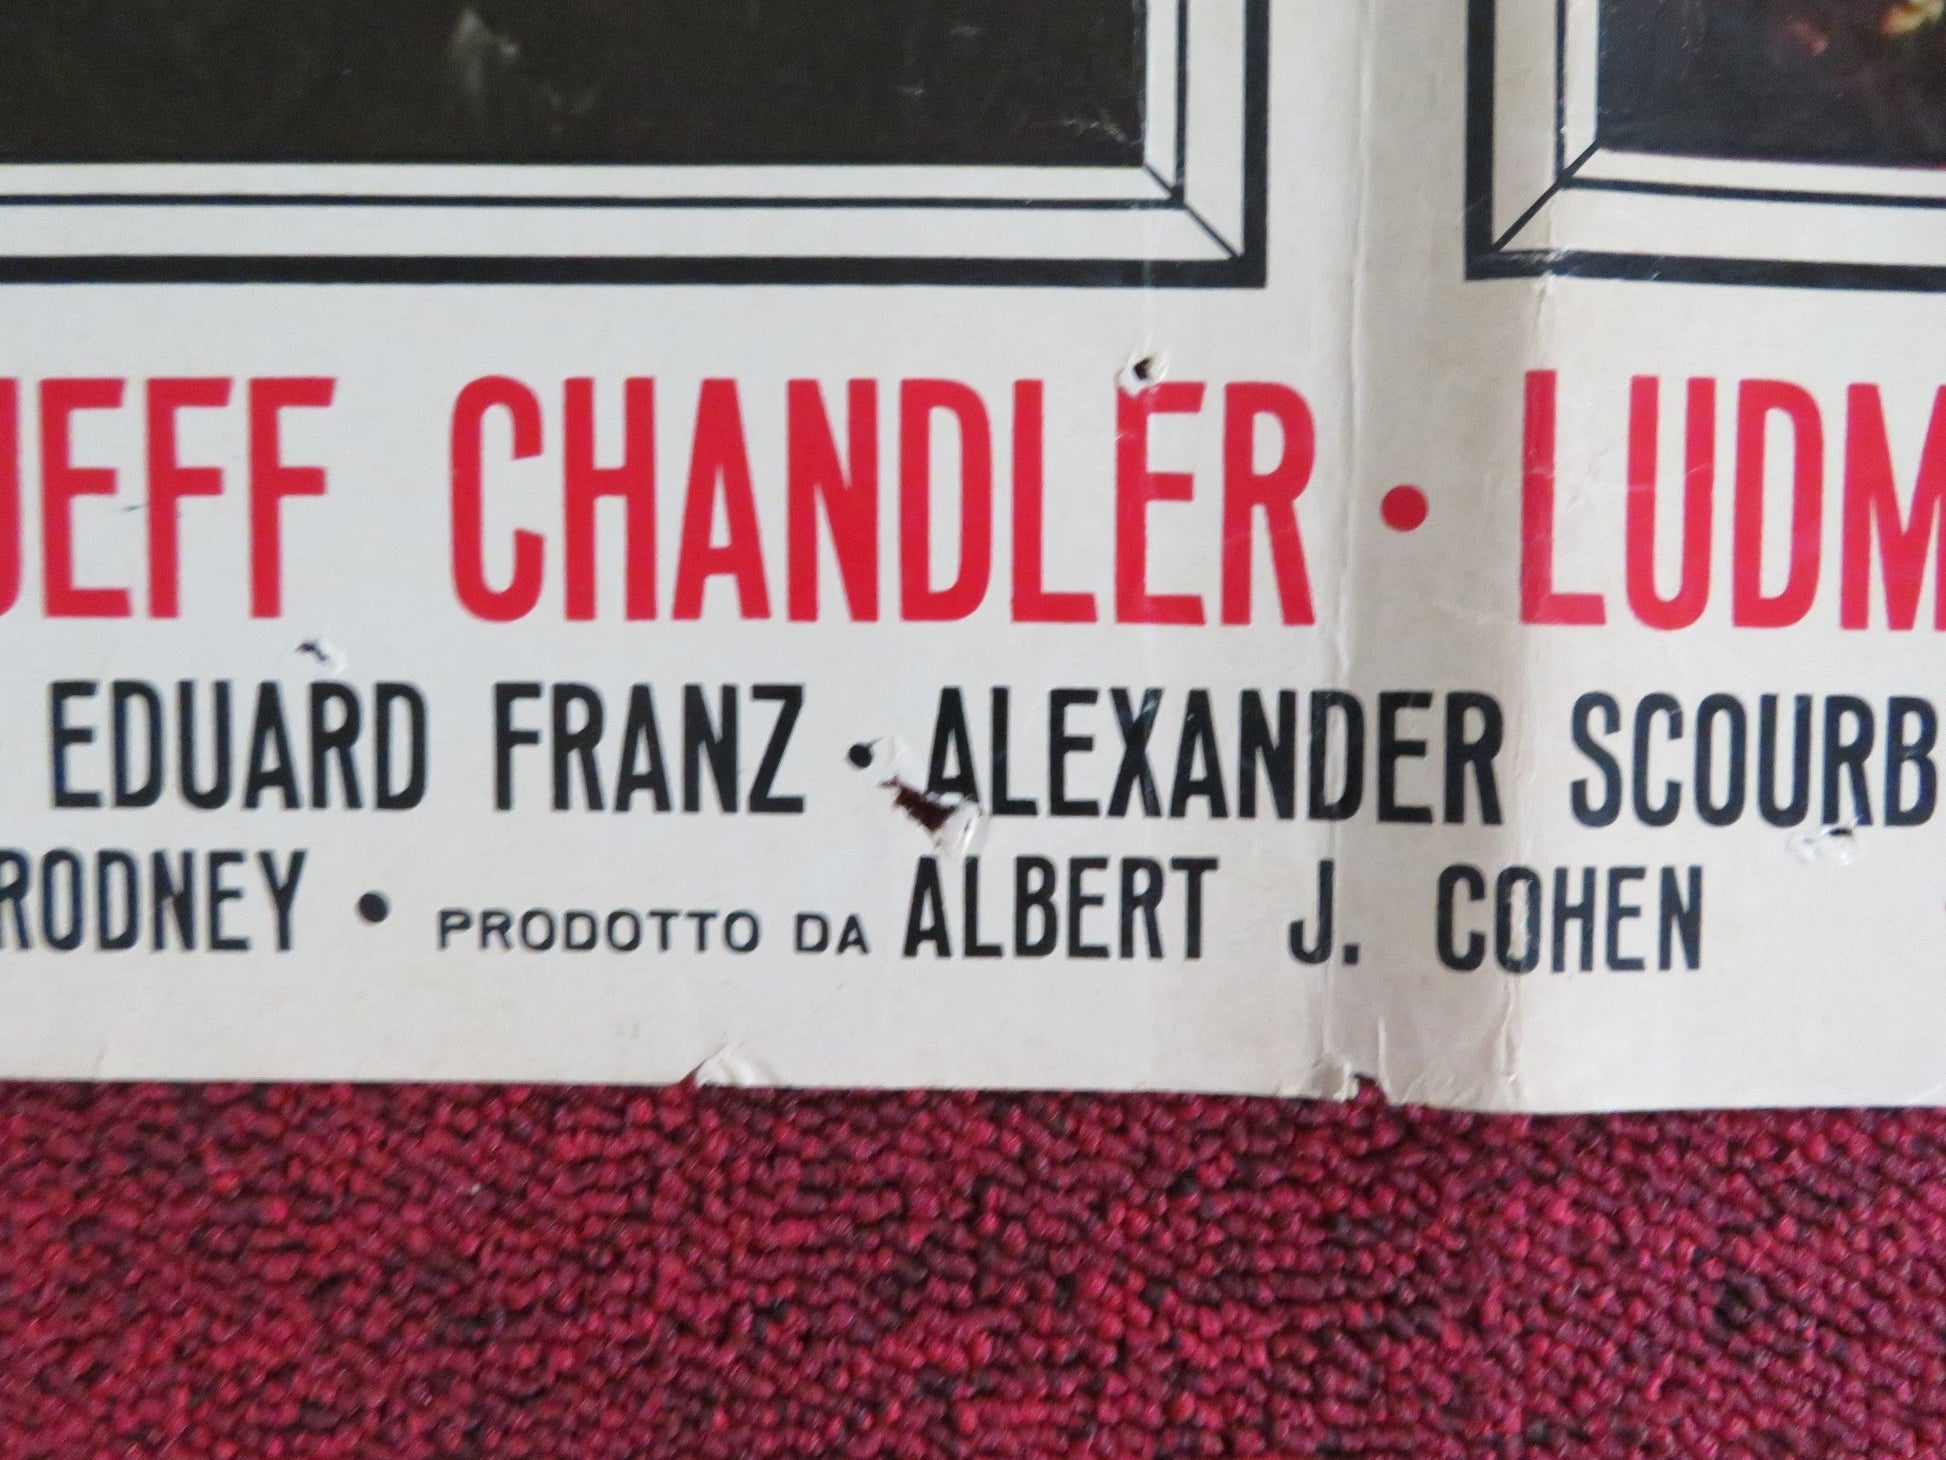 JEFF CHANDLER • LUDM
EDUARD FRANZ • ALEXANDER SCOURB
RODNEY • PRODOTTO DA ALBERT J. COHEN